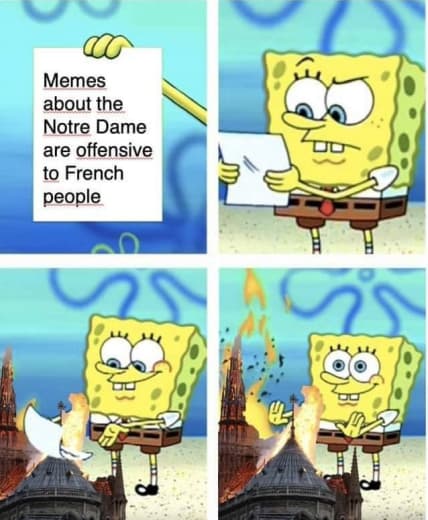 Memes
about the
Notre Dame
are offensive
to French
people